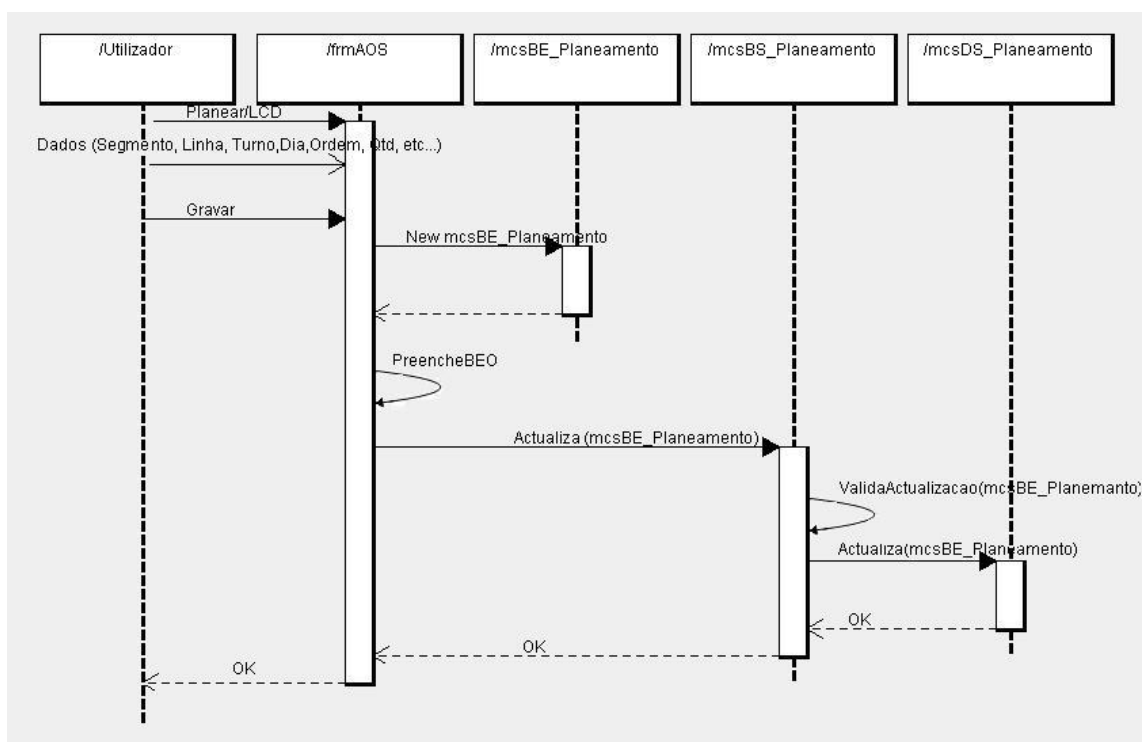 /Utilizador
/frmAOS
/mcsBE_Planeamento
/mcsBS_Planeamento
/mcsDS_Planeamento
Planear/LCD
Dados (Segmento, Linha, Turno,Dia,Ordem, Qtd, etc...)
Gravar
New mcsBE_Planeamento
PreencheBEO
Actualiza (mcsBE_Planeamento)
ValidaActualizacao(mcsBE_Planemanto)
Actualiza(mcsBE_Planeamento)
OK
OK
OK